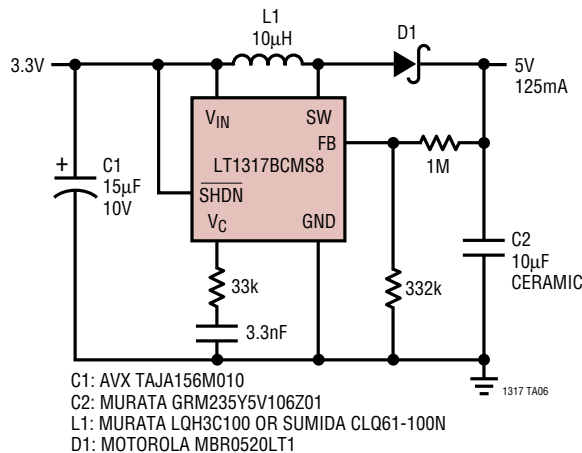 L1
10µH
D1
3.3V
5V
125mA
VIN
SW
FB
LT1317BCMS8
1M
+
C1
15µF
10V
SHDN
VC
GND
C2
10µF
CERAMIC
33k
332k
3.3nF
1317 TA06
C1: AVX TAJA156M010
C2: MURATA GRM235Y5V106Z01
L1: MURATA LQH3C100 OR SUMIDA CLQ61-100N
D1: MOTOROLA MBR0520LT1